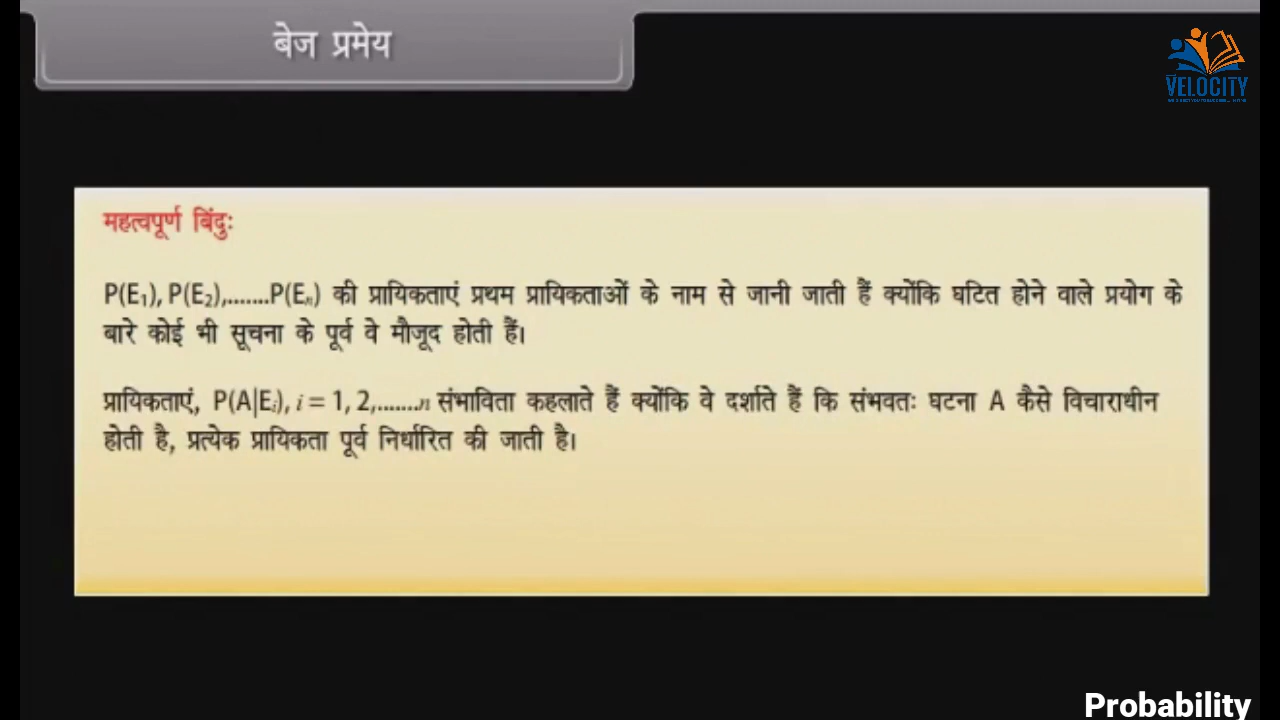 बेज प्रमेय
VELOCITY
महत्वपूर्ण बिंदुः
P(E₁), P(E₂),.......P(Eₙ) की प्रायिकताएं प्रथम प्रायिकताओं के नाम से जानी जाती हैं क्योंकि घटित होने वाले प्रयोग के
बारे कोई भी सूचना के पूर्व वे मौजूद होती हैं।
प्रायिकताएं, P(A|Eᵢ), i = 1, 2,.......n संभाविता कहलाते हैं क्योंकि वे दर्शाते हैं कि संभवतः घटना A कैसे विचाराधीन
होती है, प्रत्येक प्रायिकता पूर्व निर्धारित की जाती है।
Probability